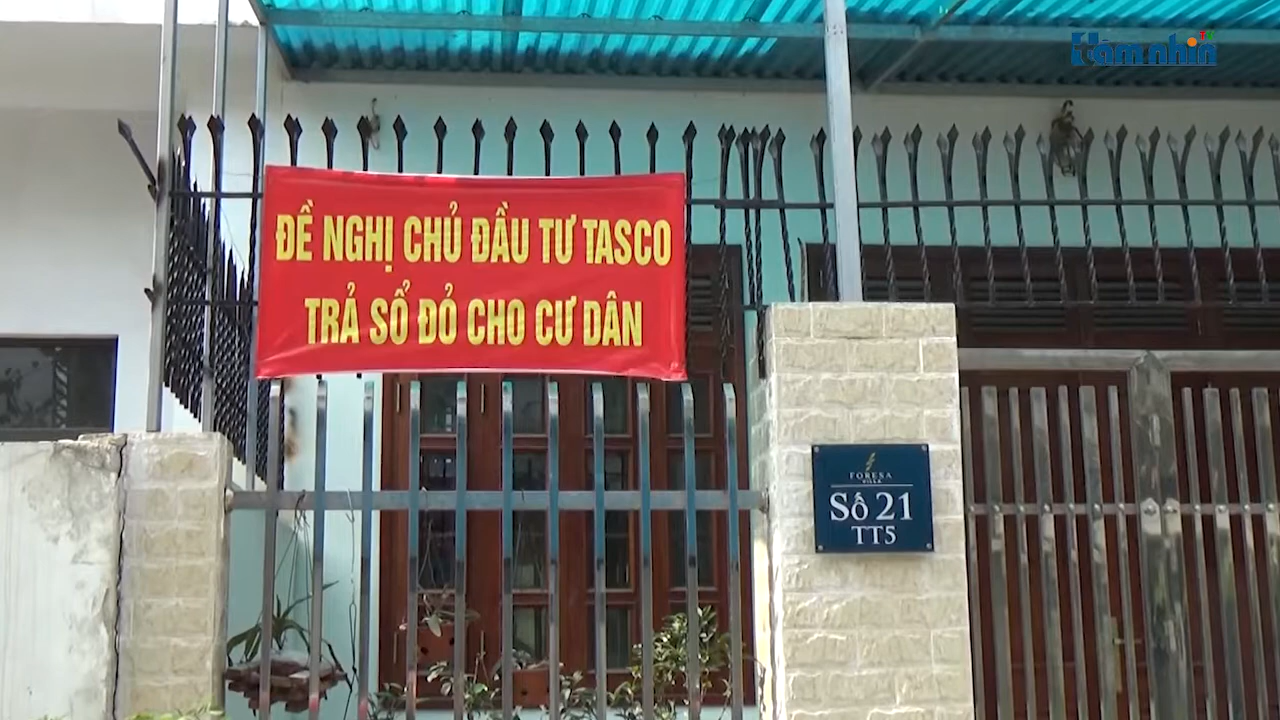 Tầm nhìn TV
ĐỀ NGHỊ CHỦ ĐẦU TƯ TASCO
TRẢ SỔ ĐỎ CHO CƯ DÂN
FORESA
VILLA
Số 21
TT5